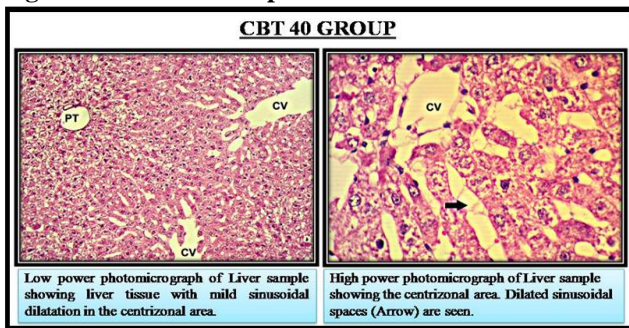 CBT 40 GROUP
PT
CV
CV
CV
Low power photomicrograph of Liver sample
showing liver tissue with mild sinusoidal
dilatation in the centrizonal area.
High power photomicrograph of Liver sample
showing the centrizonal area. Dilated sinusoidal
spaces (Arrow) are seen.